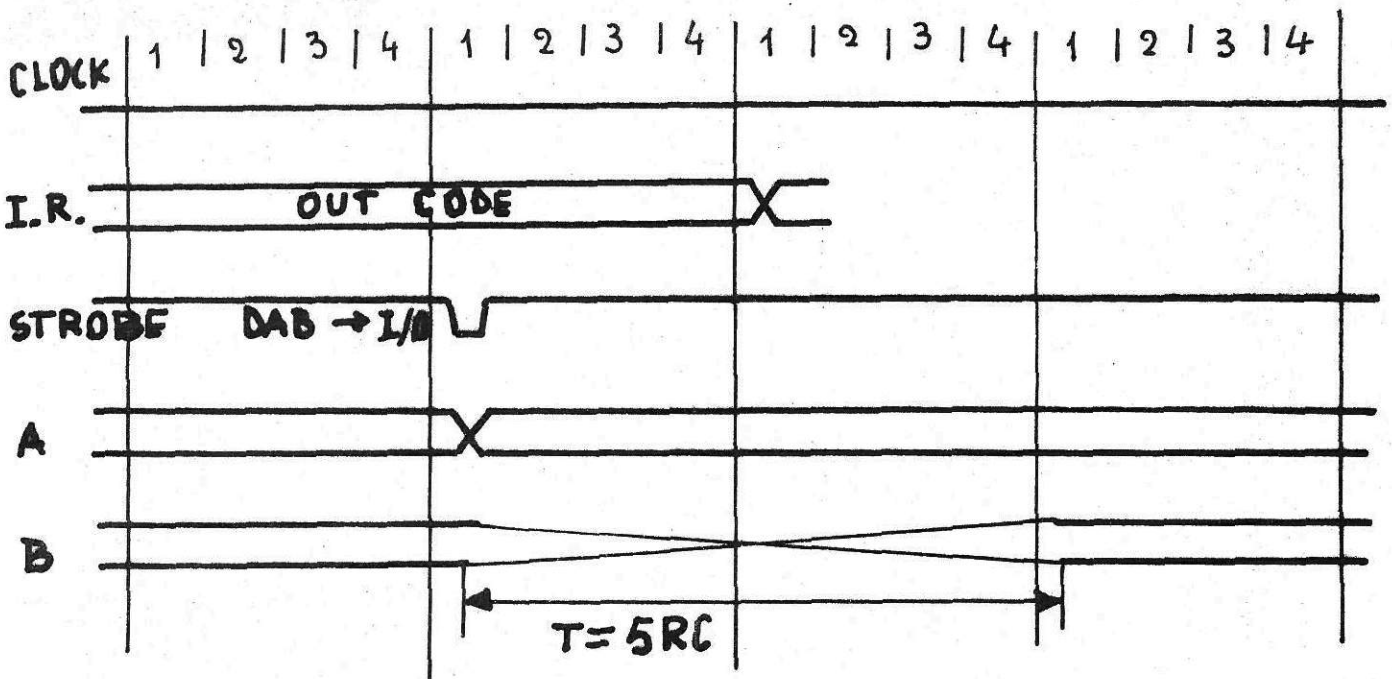 CLOCK | 1 | 2 | 3 | 4 | 1 | 2 | 3 | 4 | 1 | 2 | 3 | 4 | 1 | 2 | 3 | 4
I.R. OUT CODE
STROBE DAB → I/O
A
B
T=5RC